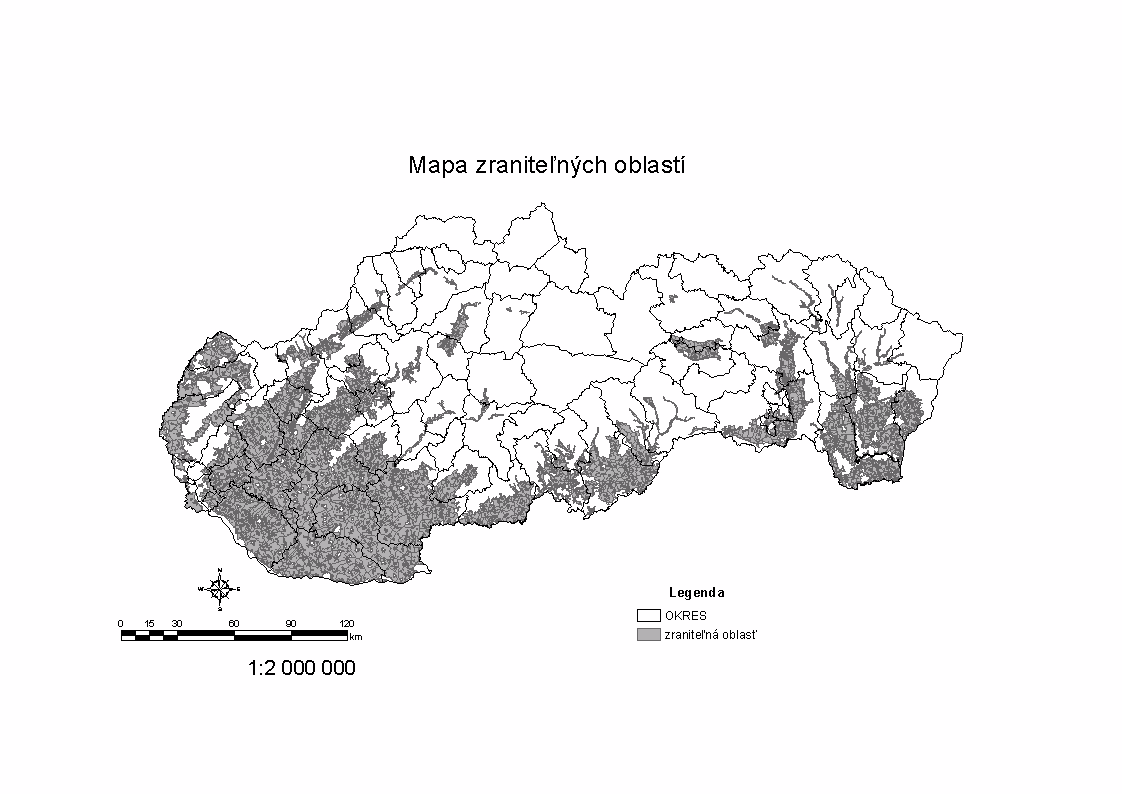 Mapa zraniteľných oblastí
N
W E
S
0 15 30 60 90 120
km
1:2 000 000
Legenda
OKRES
zraniteľná oblasť